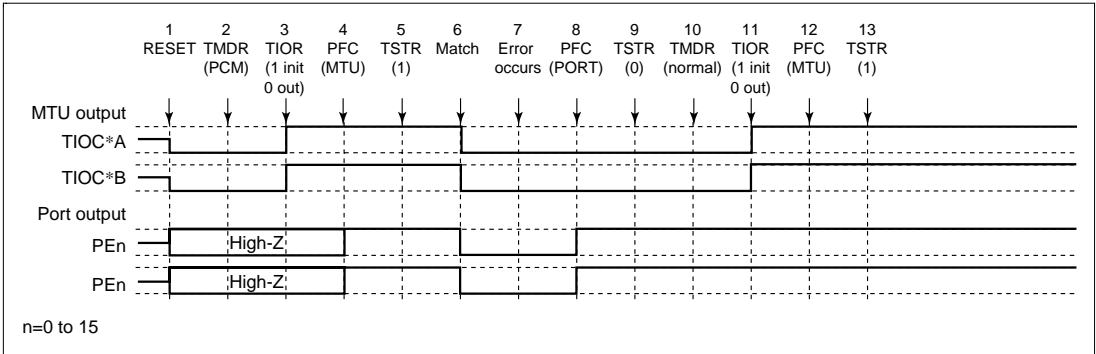 1 2 3 4 5 6 7 8 9 10 11 12 13
RESET TMDR TIOR PFC TSTR Match Error PFC TSTR TMDR TIOR PFC TSTR
(PCM) (1 init (MTU) (1) occurs (PORT) (0) (normal) (1 init (MTU) (1)
0 out) 0 out)
MTU output
TIOC*A
TIOC*B
Port output
PEn High-Z
PEn High-Z
n=0 to 15